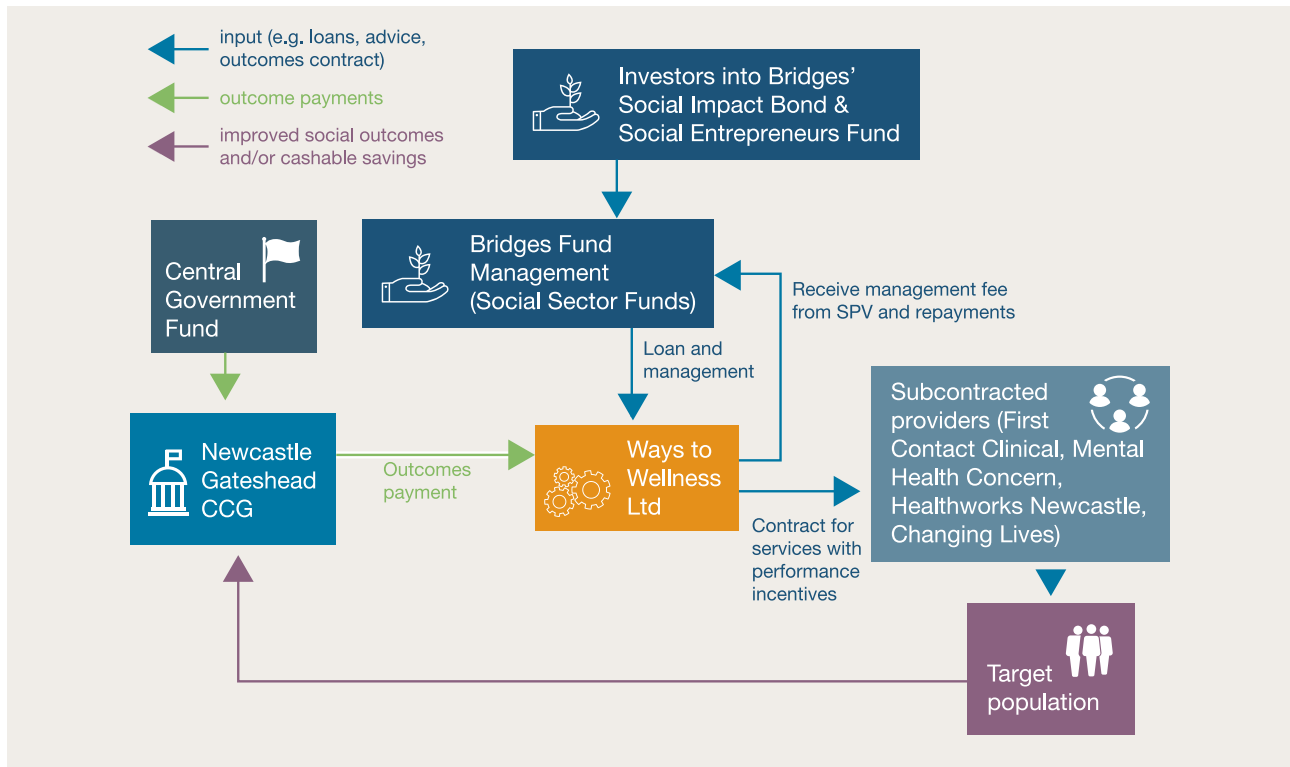 input (e.g. loans, advice,
outcomes contract)
outcome payments
improved social outcomes
and/or cashable savings
Investors into Bridges’
Social Impact Bond &
Social Entrepreneurs Fund
Central
Government
Fund
Bridges Fund
Management
(Social Sector Funds)
Receive management fee
from SPV and repayments
Loan and
management
Newcastle
Gateshead
CCG
Outcomes
payment
Ways to
Wellness
Ltd
Subcontracted
providers (First
Contact Clinical, Mental
Health Concern,
Healthworks Newcastle,
Changing Lives)
Contract for
services with
performance
incentives
Target
population